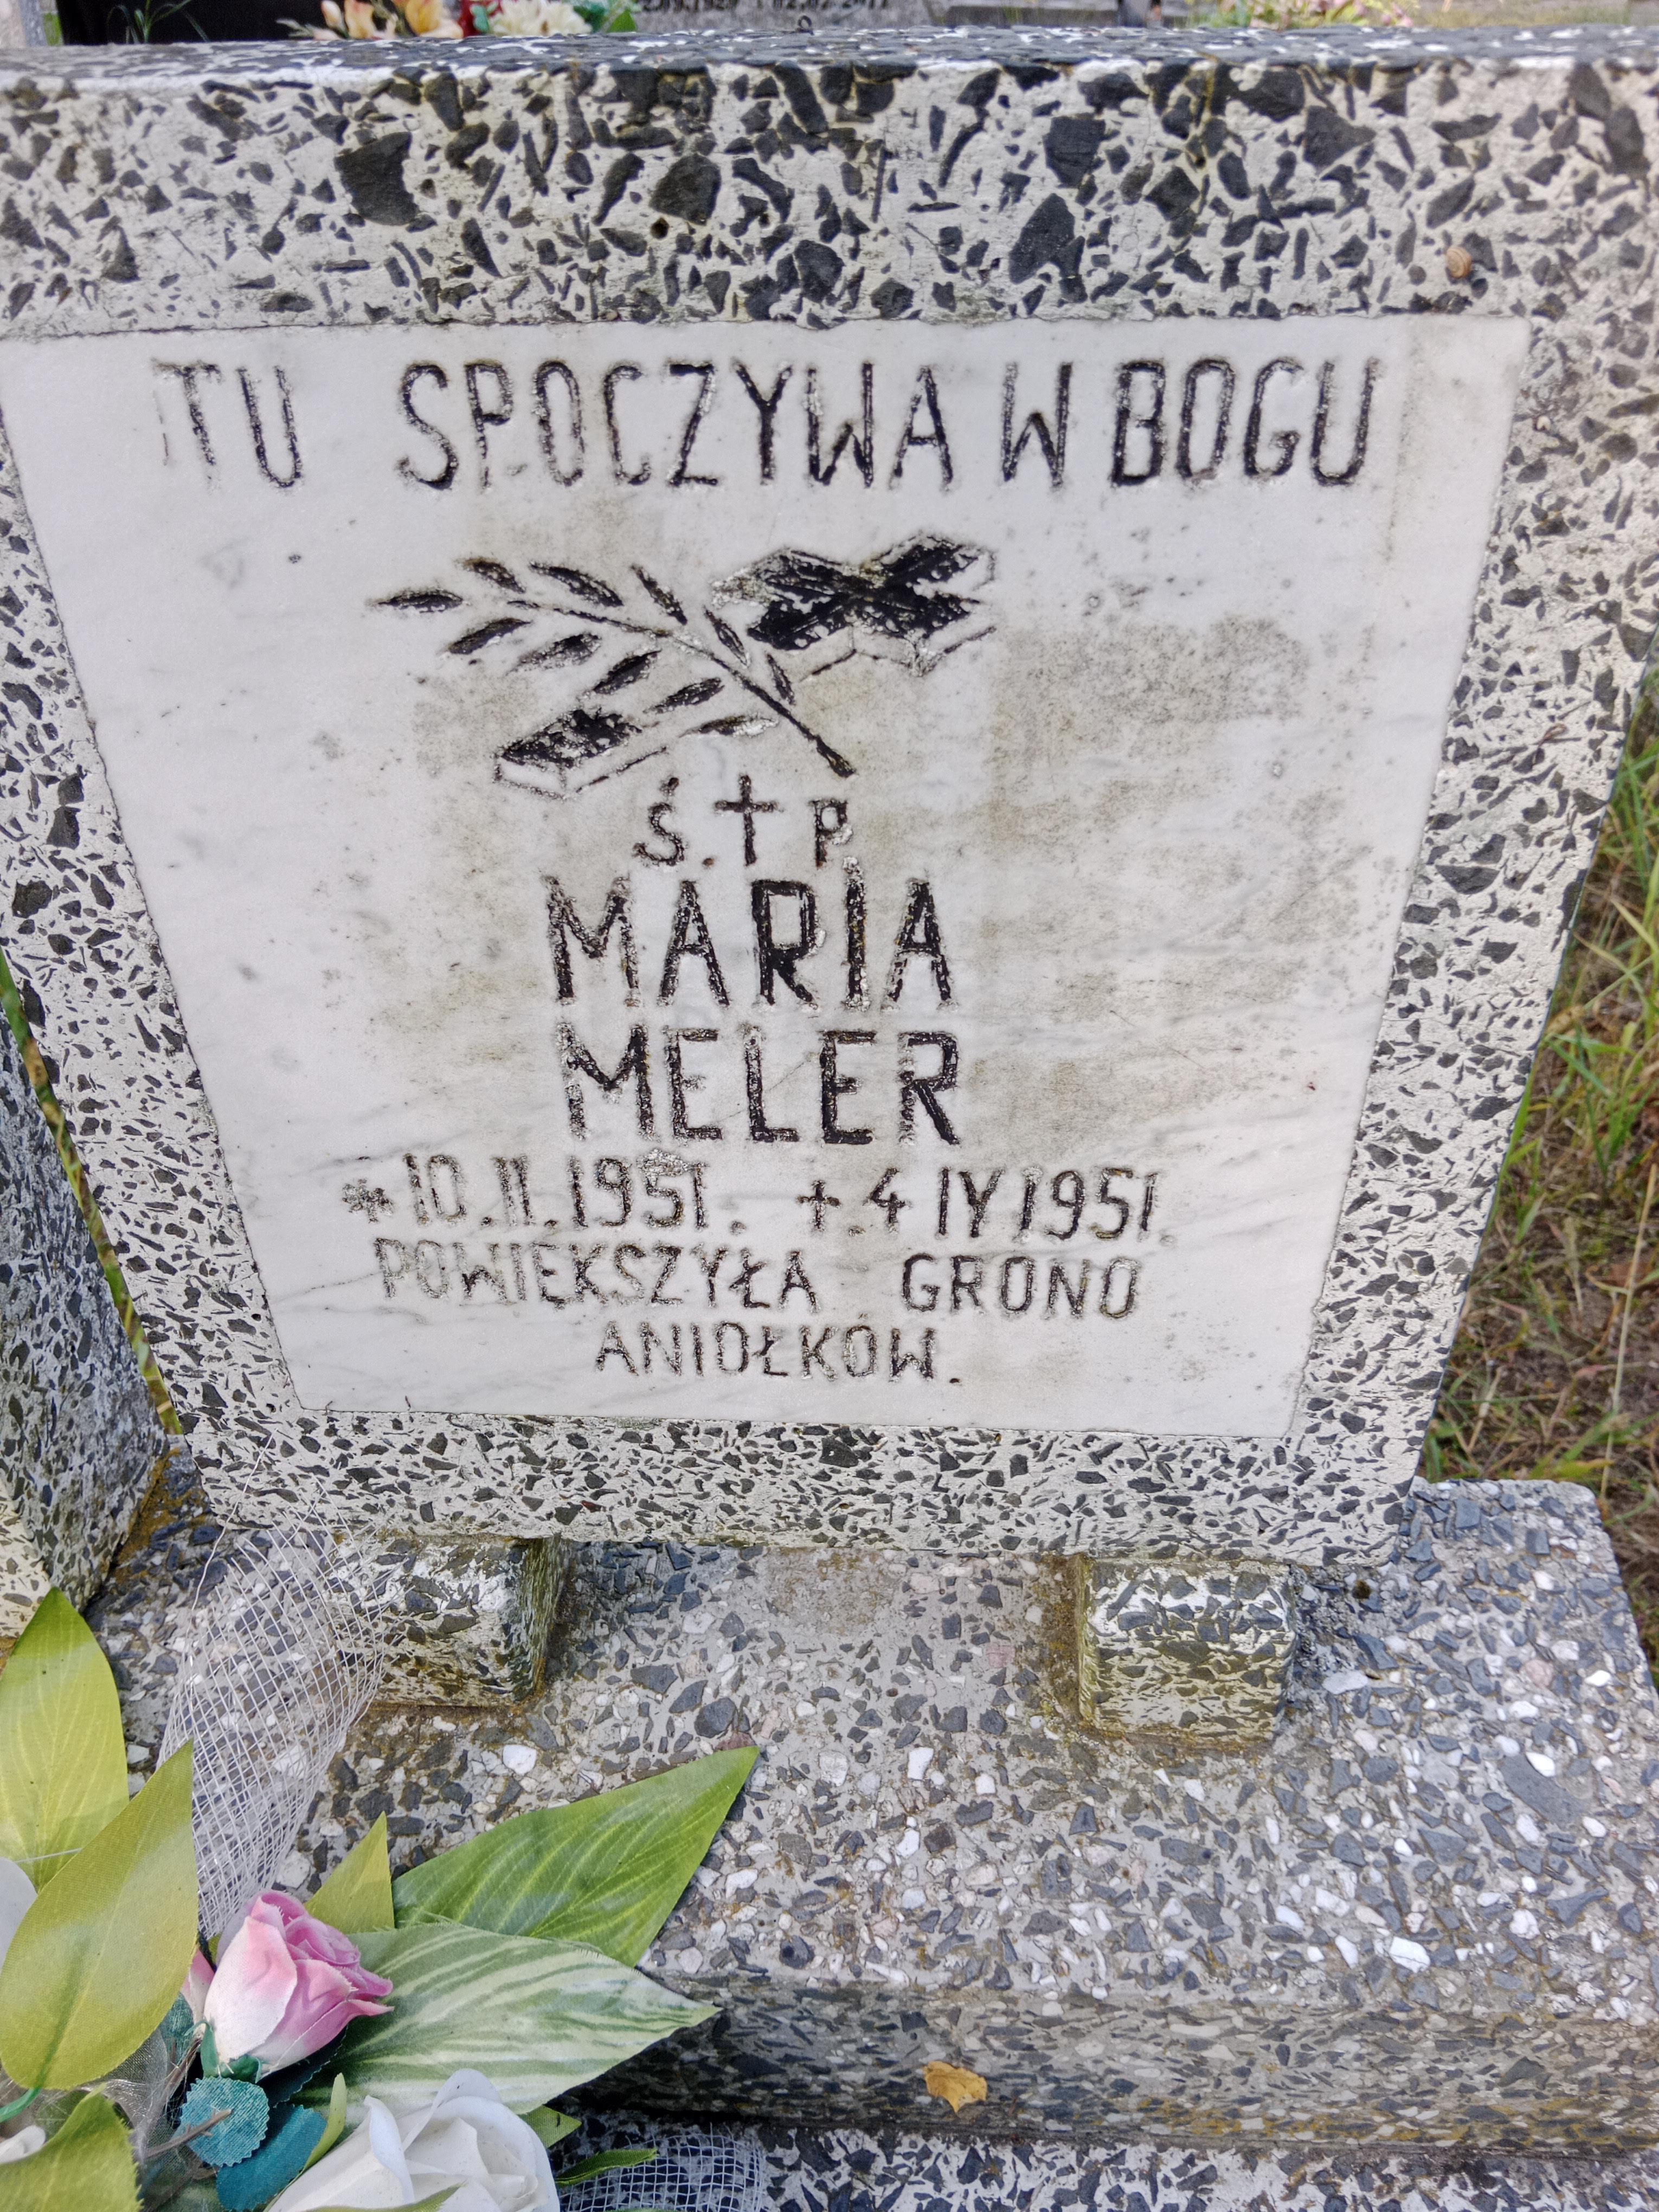 TU SPOCZYWA W BOGU
Ś.†P
MARIA
MELER
*10.II.1951. +.4 IV 1951.
POWIĘKSZYŁA GRONO
ANIOŁKÓW.